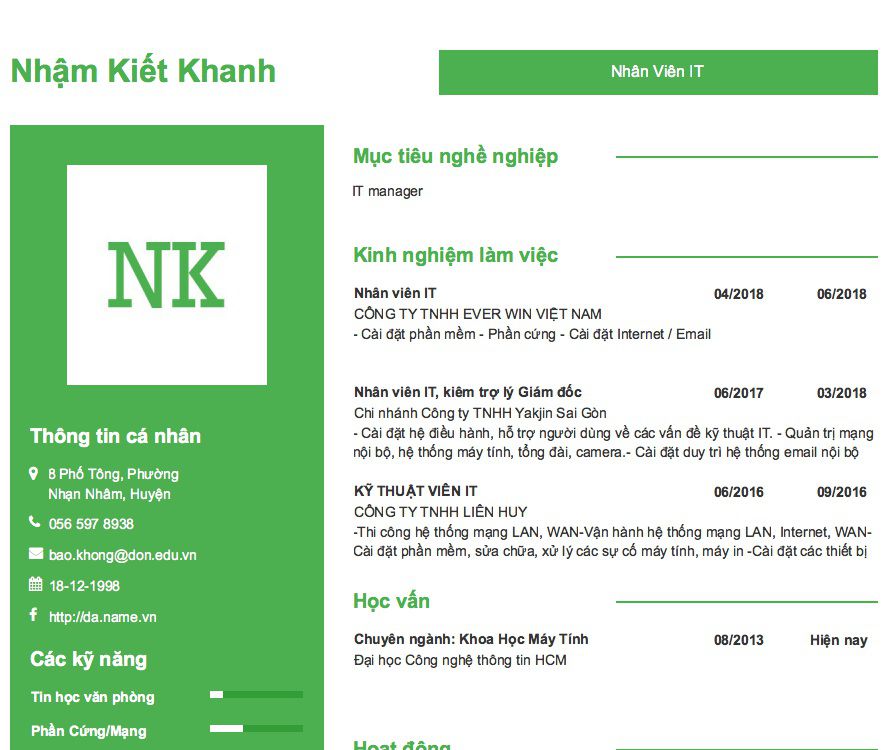 Nhậm Kiết Khanh
Nhân Viên IT
NK
Thông tin cá nhân
8 Phố Tông, Phường
Nhạn Nhâm, Huyện
056 597 8938
bao.khong@don.edu.vn
18-12-1998
http://da.name.vn
Các kỹ năng
Tin học văn phòng
Phần Cứng/Mạng
Mục tiêu nghề nghiệp
IT manager
Kinh nghiệm làm việc
Nhân viên IT 04/2018 06/2018
CÔNG TY TNHH EVER WIN VIỆT NAM
- Cài đặt phần mềm - Phần cứng - Cài đặt Internet / Email
Nhân viên IT, kiêm trợ lý Giám đốc 06/2017 03/2018
Chi nhánh Công ty TNHH Yakjin Sai Gòn
- Cài đặt hệ điều hành, hỗ trợ người dùng về các vấn đề kỹ thuật IT. - Quản trị mạng
nội bộ, hệ thống máy tính, tổng đài, camera.- Cài đặt duy trì hệ thống email nội bộ
KỸ THUẬT VIÊN IT 06/2016 09/2016
CÔNG TY TNHH LIÊN HUY
-Thi công hệ thống mạng LAN, WAN-Vận hành hệ thống mạng LAN, Internet, WAN-
Cài đặt phần mềm, sửa chữa, xử lý các sự cố máy tính, máy in -Cài đặt các thiết bị
Học vấn
Chuyên ngành: Khoa Học Máy Tính 08/2013 Hiện nay
Đại học Công nghệ thông tin HCM
Hoạt động